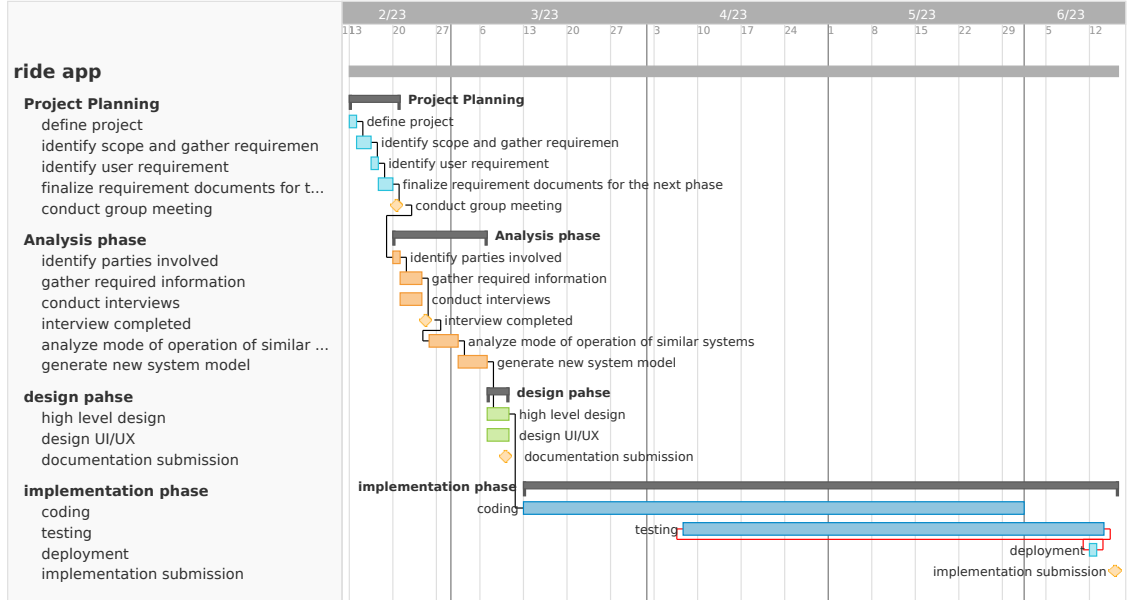 2/23 3/23 4/23 5/23 6/23
113 20 27 6 13 20 27 3 10 17 24 1 8 15 22 29 5 12
ride app
Project Planning Project Planning
define project define project
identify scope and gather requiremen identify scope and gather requiremen
identify user requirement identify user requirement
finalize requirement documents for t... finalize requirement documents for the next phase
conduct group meeting conduct group meeting
Analysis phase Analysis phase
identify parties involved identify parties involved
gather required information gather required information
conduct interviews conduct interviews
interview completed interview completed
analyze mode of operation of similar ... analyze mode of operation of similar systems
generate new system model generate new system model
design pahse design pahse
high level design high level design
design UI/UX design UI/UX
documentation submission documentation submission
implementation phase implementation phase
coding coding
testing testing
deployment deployment
implementation submission implementation submission